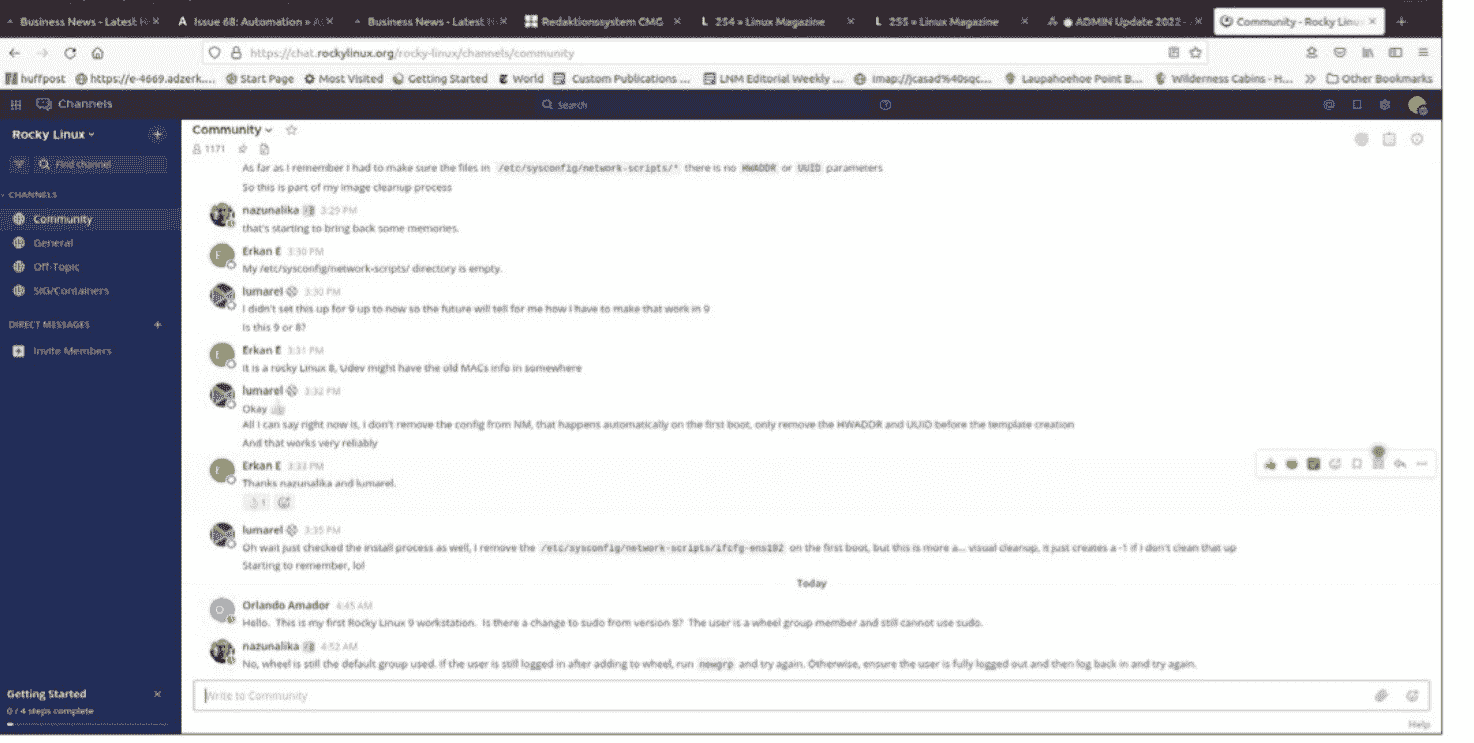 Business News - Latest
Issue 68: Automation »
Business News - Latest
Redaktionssystem CMG
254 » Linux Magazine
255 » Linux Magazine
ADMIN Update 2022 -
Community - Rocky Linux
https://chat.rockylinux.org/rocky-linux/channels/community
huffpost
https://e-4669.adzerk....
Start Page
Most Visited
Getting Started
World
Custom Publications ...
LNM Editorial Weekly ...
imap://jcasad%40sqc...
Laupahoehoe Point B...
Wilderness Cabins - H...
Other Bookmarks
Channels
Search
Rocky Linux
Find channel
CHANNELS
Community
General
Off-Topic
SIG/Containers
DIRECT MESSAGES
Invite Members
Getting Started
0 / 4 steps complete
Community
1171
As far as I remember I had to make sure the files in /etc/sysconfig/network-scripts/* there is no HWADDR or UUID parameters
So this is part of my image cleanup process
nazunalika 3:29 PM
that's starting to bring back some memories.
E
Erkan E 3:30 PM
My /etc/sysconfig/network-scripts/ directory is empty.
lumarel 3:30 PM
I didn't set this up for 9 up to now so the future will tell for me how I have to make that work in 9
Is this 9 or 8?
E
Erkan E 3:31 PM
It is a rocky Linux 8, Udev might have the old MACs info in somewhere
lumarel 3:32 PM
Okay
All I can say right now is, I don't remove the config from NM, that happens automatically on the first boot, only remove the HWADDR and UUID before the template creation
And that works very reliably
E
Erkan E 3:33 PM
Thanks nazunalika and lumarel.
1
lumarel 3:35 PM
Oh wait just checked the install process as well, I remove the /etc/sysconfig/network-scripts/ifcfg-ens192 on the first boot, but this is more a... visual cleanup, it just creates a -1 if I don't clean that up
Starting to remember, lol
Today
O
Orlando Amador 4:45 AM
Hello. This is my first Rocky Linux 9 workstation. Is there a change to sudo from version 8? The user is a wheel group member and still cannot use sudo.
nazunalika 4:52 AM
No, wheel is still the default group used. If the user is still logged in after adding to wheel, run newgrp and try again. Otherwise, ensure the user is fully logged out and then log back in and try again.
Write to Community
Help